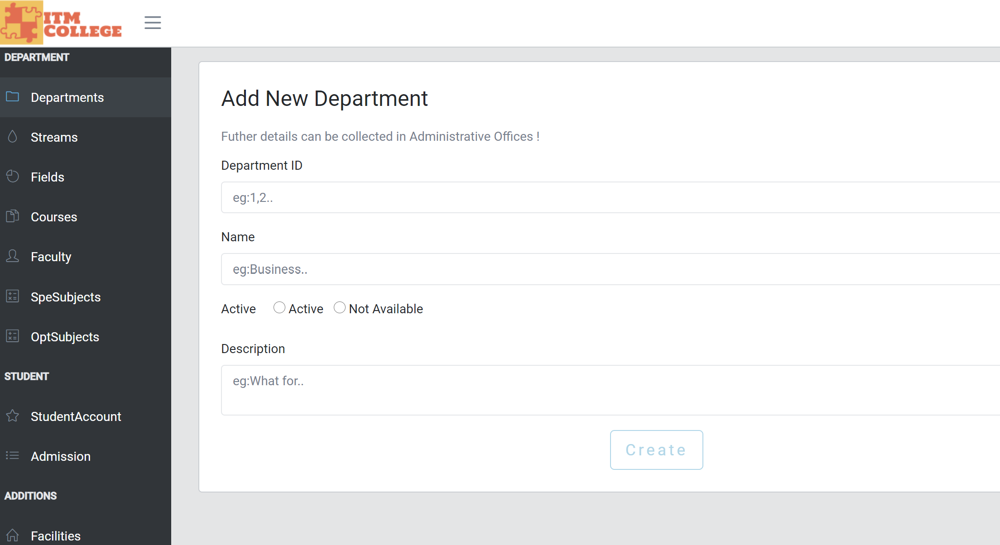 ITM
COLLEGE
DEPARTMENT
Departments
Streams
Fields
Courses
Faculty
SpeSubjects
OptSubjects
STUDENT
StudentAccount
Admission
ADDITIONS
Facilities
Add New Department
Futher details can be collected in Administrative Offices !
Department ID
eg:1,2..
Name
eg:Business..
Active Active Not Available
Description
eg:What for..
Create